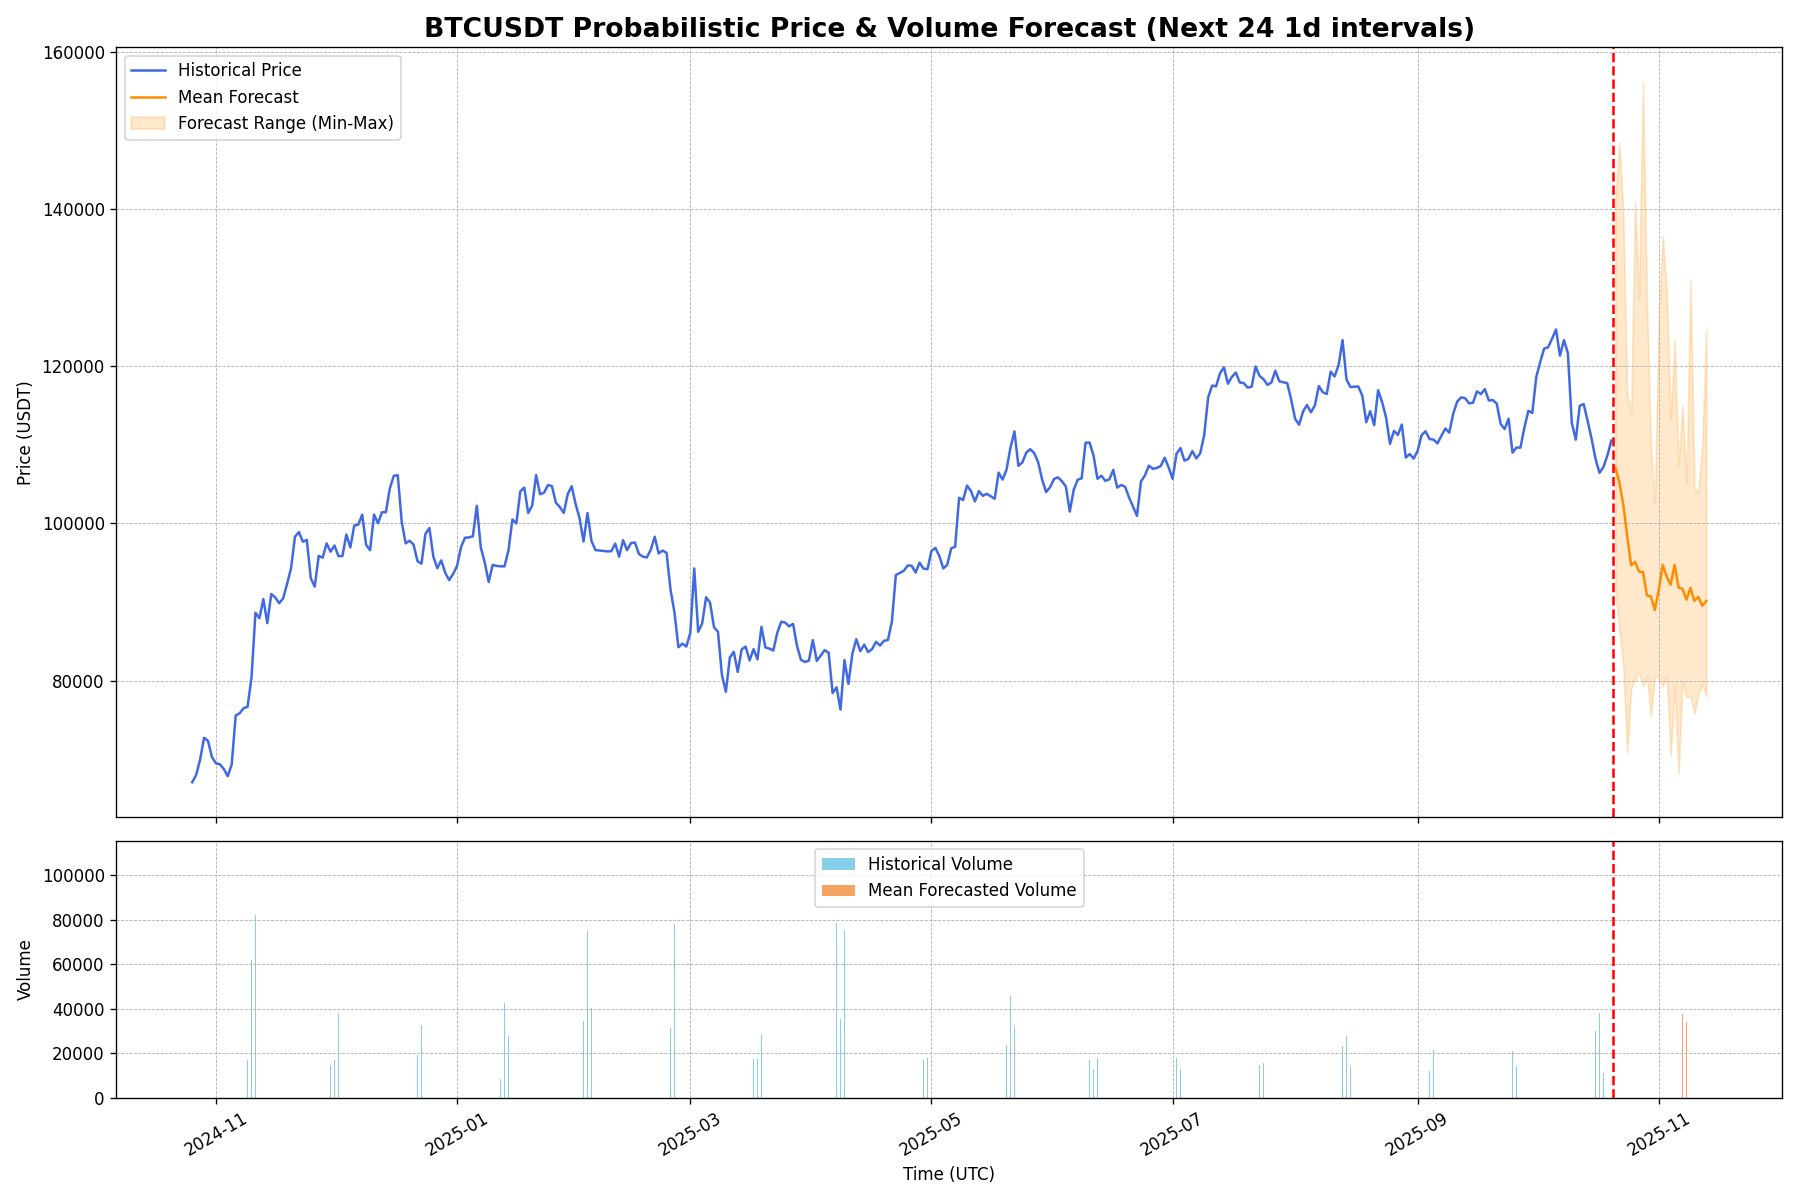 BTCUSDT Probabilistic Price & Volume Forecast (Next 24 1d intervals)
160000
140000
120000
100000
80000
Price (USDT)
Historical Price
Mean Forecast
Forecast Range (Min-Max)
100000
80000
60000
40000
20000
0
Volume
Historical Volume
Mean Forecasted Volume
2024-11
2025-01
2025-03
2025-05
2025-07
2025-09
2025-11
Time (UTC)